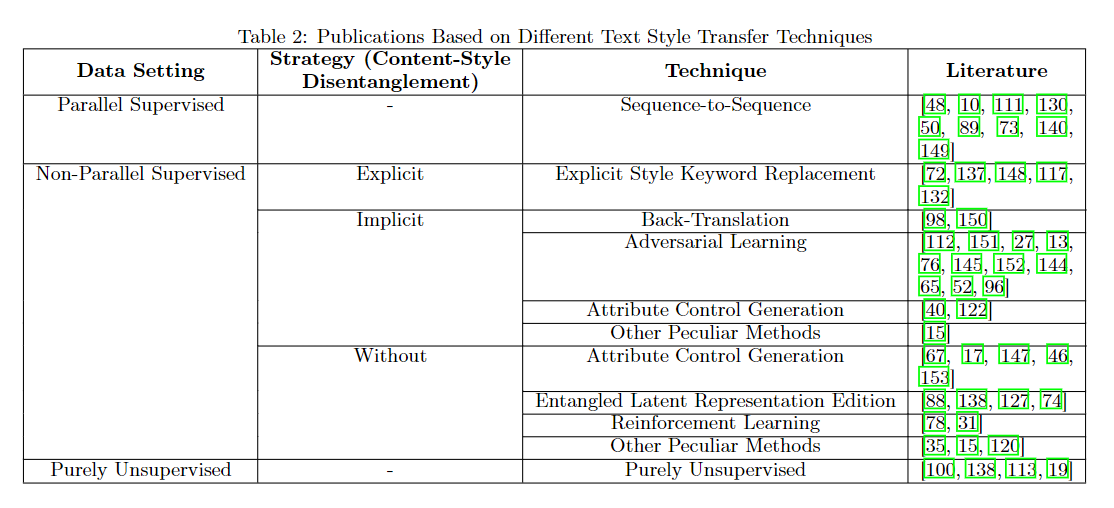 Table 2: Publications Based on Different Text Style Transfer Techniques
Data Setting Strategy (Content-Style Disentanglement) Technique Literature
Parallel Supervised - Sequence-to-Sequence [48, 10, 111, 130,
50, 89, 73, 140,
149]
Non-Parallel Supervised Explicit Explicit Style Keyword Replacement [72, 137, 148, 117,
132]
Implicit Back-Translation [98, 150]
Adversarial Learning [112, 151, 27, 13,
76, 145, 152, 144,
65, 52, 96]
Attribute Control Generation [40, 122]
Other Peculiar Methods [15]
Without Attribute Control Generation [67, 17, 147, 46,
153]
Entangled Latent Representation Edition [88, 138, 127, 74]
Reinforcement Learning [78, 31]
Other Peculiar Methods [35, 15, 120]
Purely Unsupervised - Purely Unsupervised [100, 138, 113, 19]